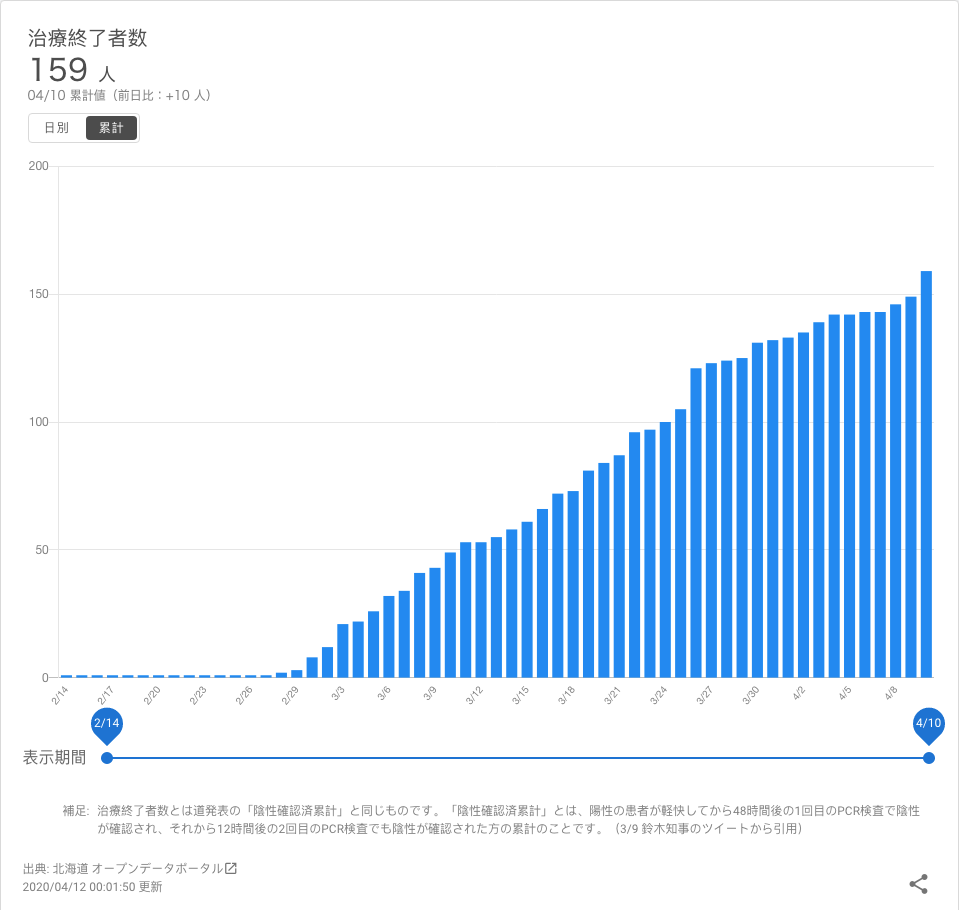 治療終了者数
159 人
04/10 累計値（前日比：+10 人）
日別 累計
200
150
100
50
0
2/14 2/17 2/20 2/23 2/26 2/29 3/3 3/6 3/9 3/12 3/15 3/18 3/21 3/24 3/27 3/30 4/2 4/5 4/8
2/14 4/10
表示期間
補足: 治療終了者数とは道発表の「陰性確認済累計」と同じものです。「陰性確認済累計」とは、陽性の患者が軽快してから48時間後の1回目のPCR検査で陰性
が確認され、それから12時間後の2回目のPCR検査でも陰性が確認された方の累計のことです。（3/9 鈴木知事のツイートから引用）
出典: 北海道 オープンデータポータル
2020/04/12 00:01:50 更新